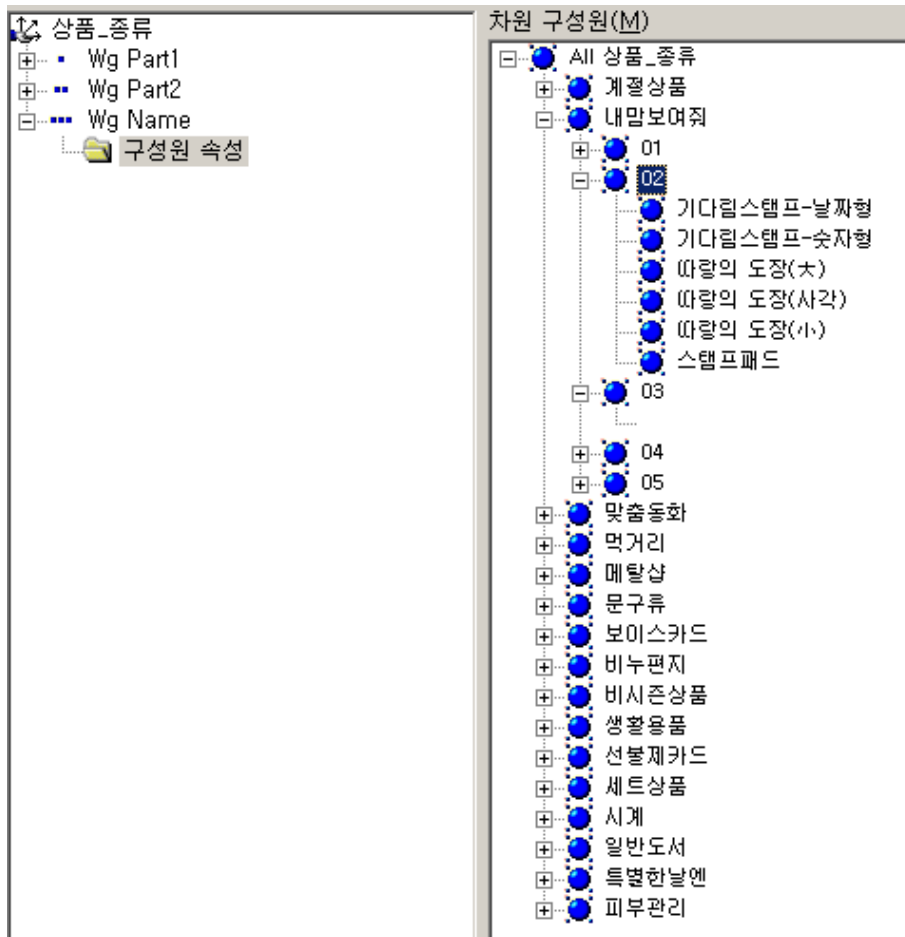 상품_종류
Wg Part1
Wg Part2
Wg Name
구성원 속성
차원 구성원(M)
All 상품_종류
계절상품
내맘보여줘
01
02
기다림스탬프-날짜형
기다림스탬프-숫자형
따랑의 도장(大)
따랑의 도장(사각)
따랑의 도장(小)
스탬프패드
03
04
05
맞춤동화
먹거리
메탈샵
문구류
보이스카드
비누편지
비시즌상품
생활용품
선불제카드
세트상품
시계
일반도서
특별한날엔
피부관리